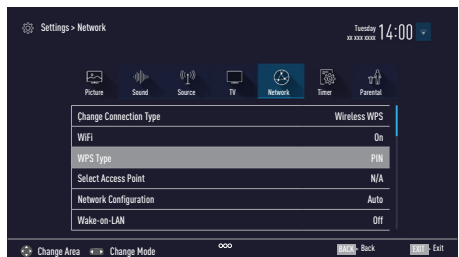 Settings > Network
Tuesday
xx xxx xxxx
14:00
Picture
Sound
Source
TV
Network
Timer
Parental
Change Connection Type
Wireless WPS
WiFi
On
WPS Type
PIN
Select Access Point
N/A
Network Configuration
Auto
Wake-on-LAN
Off
Change Area
Change Mode
BACK - Back
EXIT - Exit